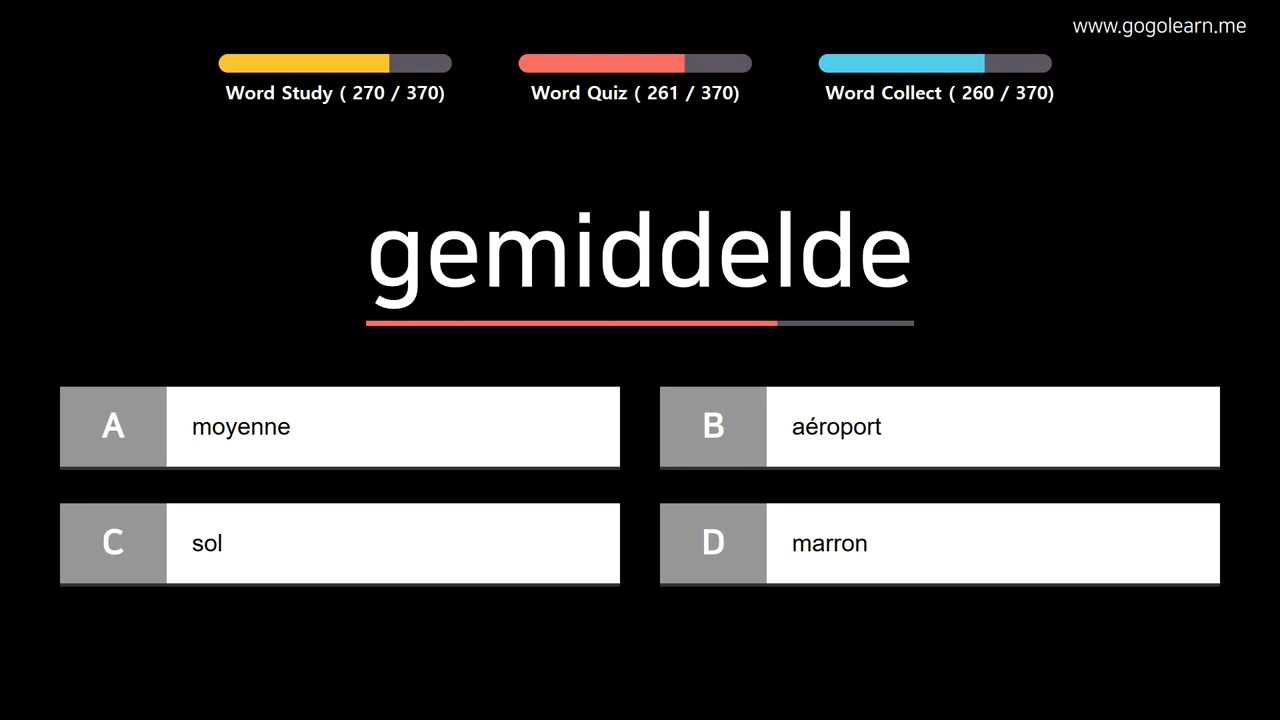 www.gogolearn.me
Word Study ( 270 / 370)
Word Quiz ( 261 / 370)
Word Collect ( 260 / 370)
gemiddelde
A moyenne
B aéroport
C sol
D marron